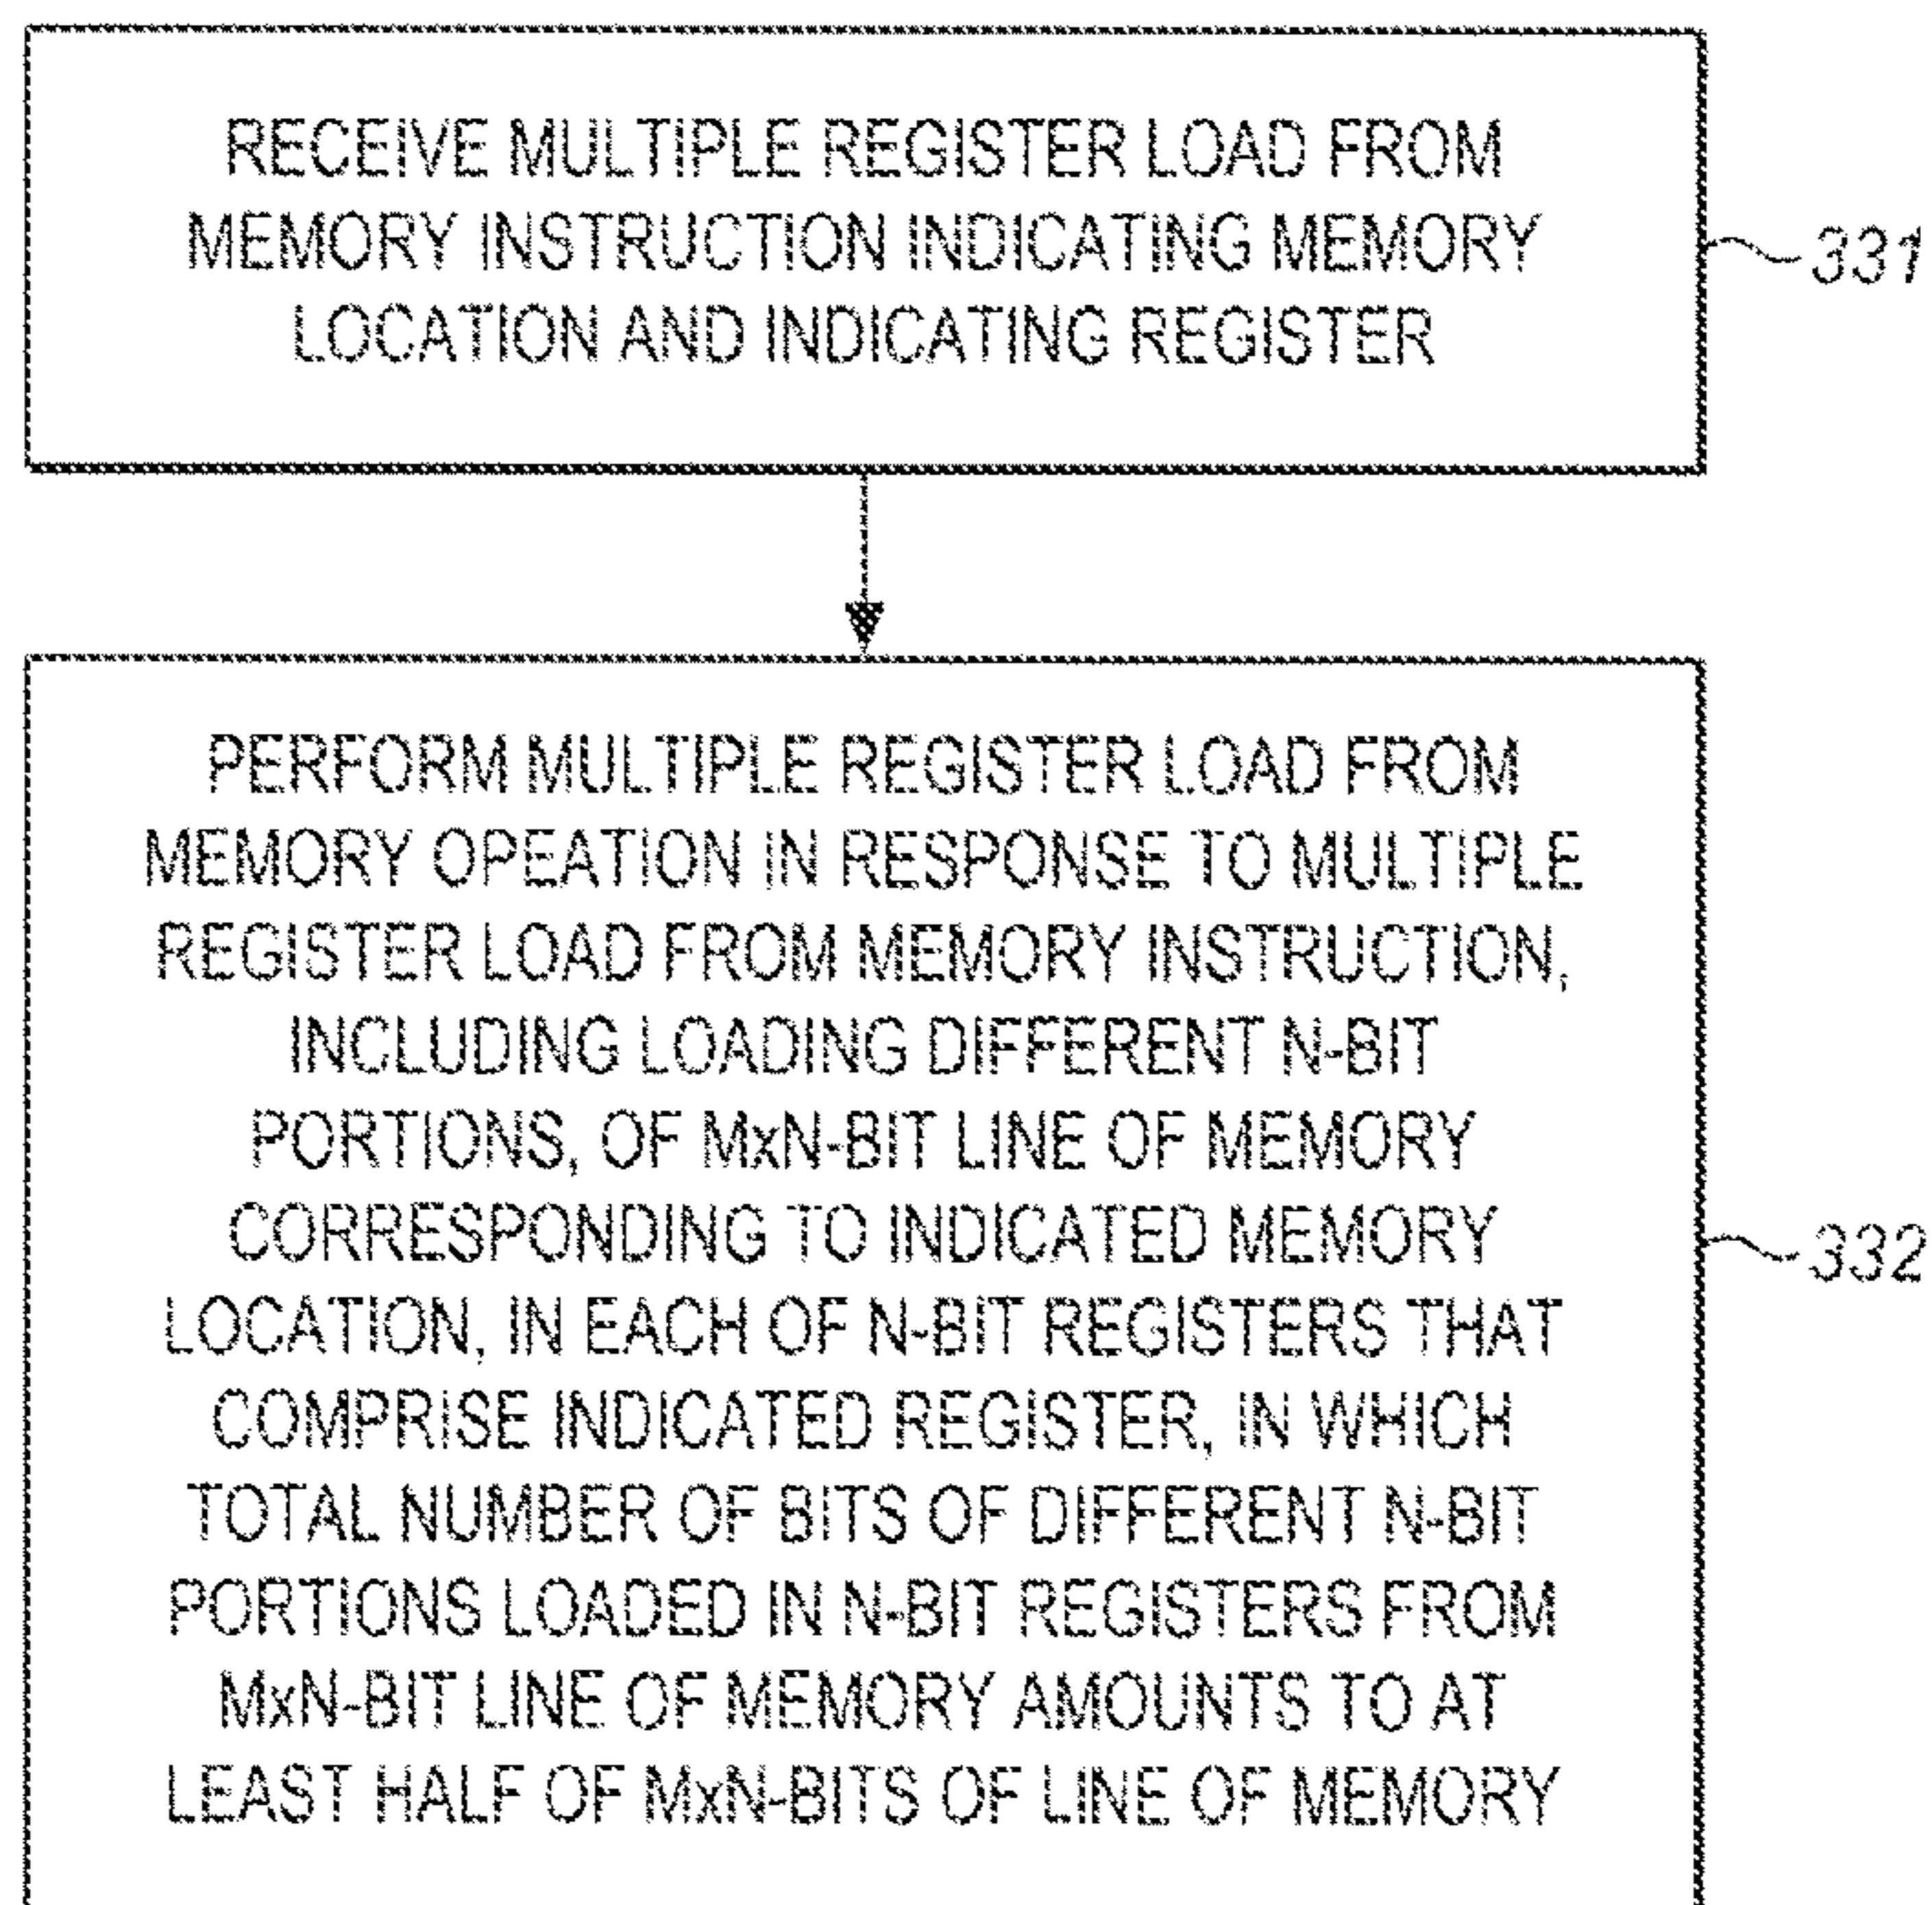 RECEIVE MULTIPLE REGISTER LOAD FROM
MEMORY INSTRUCTION INDICATING MEMORY
LOCATION AND INDICATING REGISTER
331
PERFORM MULTIPLE REGISTER LOAD FROM
MEMORY OPEATION IN RESPONSE TO MULTIPLE
REGISTER LOAD FROM MEMORY INSTRUCTION,
INCLUDING LOADING DIFFERENT N-BIT
PORTIONS, OF MxN-BIT LINE OF MEMORY
CORRESPONDING TO INDICATED MEMORY
LOCATION, IN EACH OF N-BIT REGISTERS THAT
COMPRISE INDICATED REGISTER, IN WHICH
TOTAL NUMBER OF BITS OF DIFFERENT N-BIT
PORTIONS LOADED IN N-BIT REGISTERS FROM
MxN-BIT LINE OF MEMORY AMOUNTS TO AT
LEAST HALF OF MxN-BITS OF LINE OF MEMORY
332